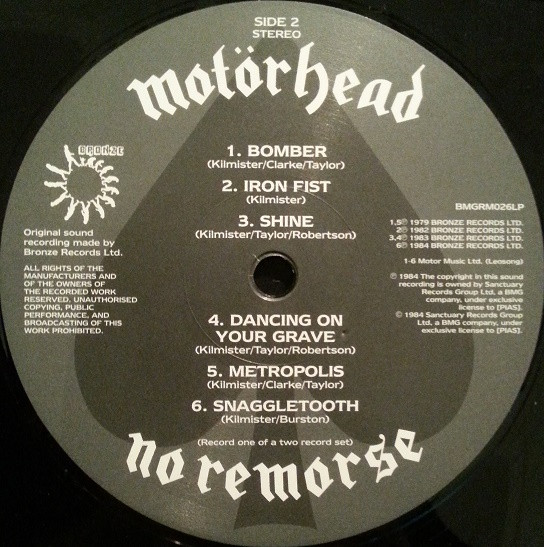 SIDE 2
STEREO
motörhead
1. BOMBER
(Kilmister/Clarke/Taylor)
2. IRON FIST
(Kilmister)
3. SHINE
(Kilmister/Taylor/Robertson)
BRONZE
Original sound
recording made by
Bronze Records Ltd.
ALL RIGHTS OF THE
MANUFACTURERS AND
OF THE OWNERS OF
THE RECORDED WORK
RESERVED. UNAUTHORISED
COPYING, PUBLIC
PERFORMANCE, AND
BROADCASTING OF THIS
WORK PROHIBITED.
BMGRM026LP
1,5℗ 1979 BRONZE RECORDS LTD.
2℗ 1982 BRONZE RECORDS LTD.
3,4℗ 1983 BRONZE RECORDS LTD.
6℗ 1984 BRONZE RECORDS LTD.
1-6 Motor Music Ltd. (Leosong)
℗ 1984 The copyright in this sound
recording is owned by Sanctuary
Records Group Ltd, a BMG
company, under exclusive
license to [PIAS].
© 1984 Sanctuary Records Group
Ltd, a BMG company, under
exclusive license to [PIAS].
4. DANCING ON
YOUR GRAVE
(Kilmister/Taylor/Robertson)
5. METROPOLIS
(Kilmister/Clarke/Taylor)
6. SNAGGLETOOTH
(Kilmister/Burston)
(Record one of a two record set)
no remorse